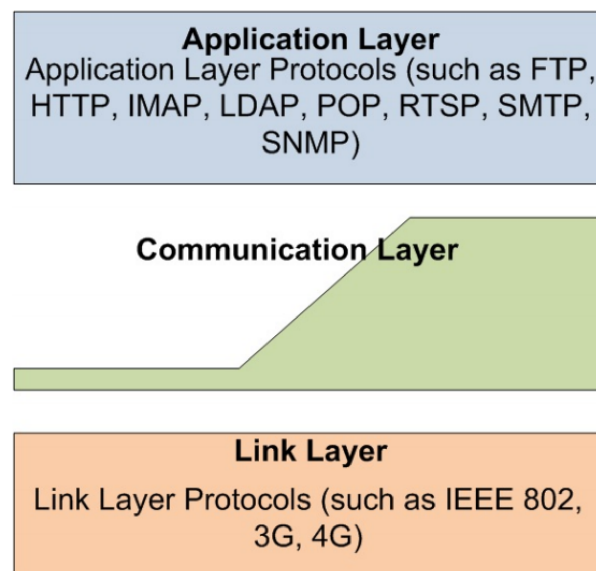 Application Layer
Application Layer Protocols (such as FTP,
HTTP, IMAP, LDAP, POP, RTSP, SMTP,
SNMP)
Communication Layer
Link Layer
Link Layer Protocols (such as IEEE 802,
3G, 4G)